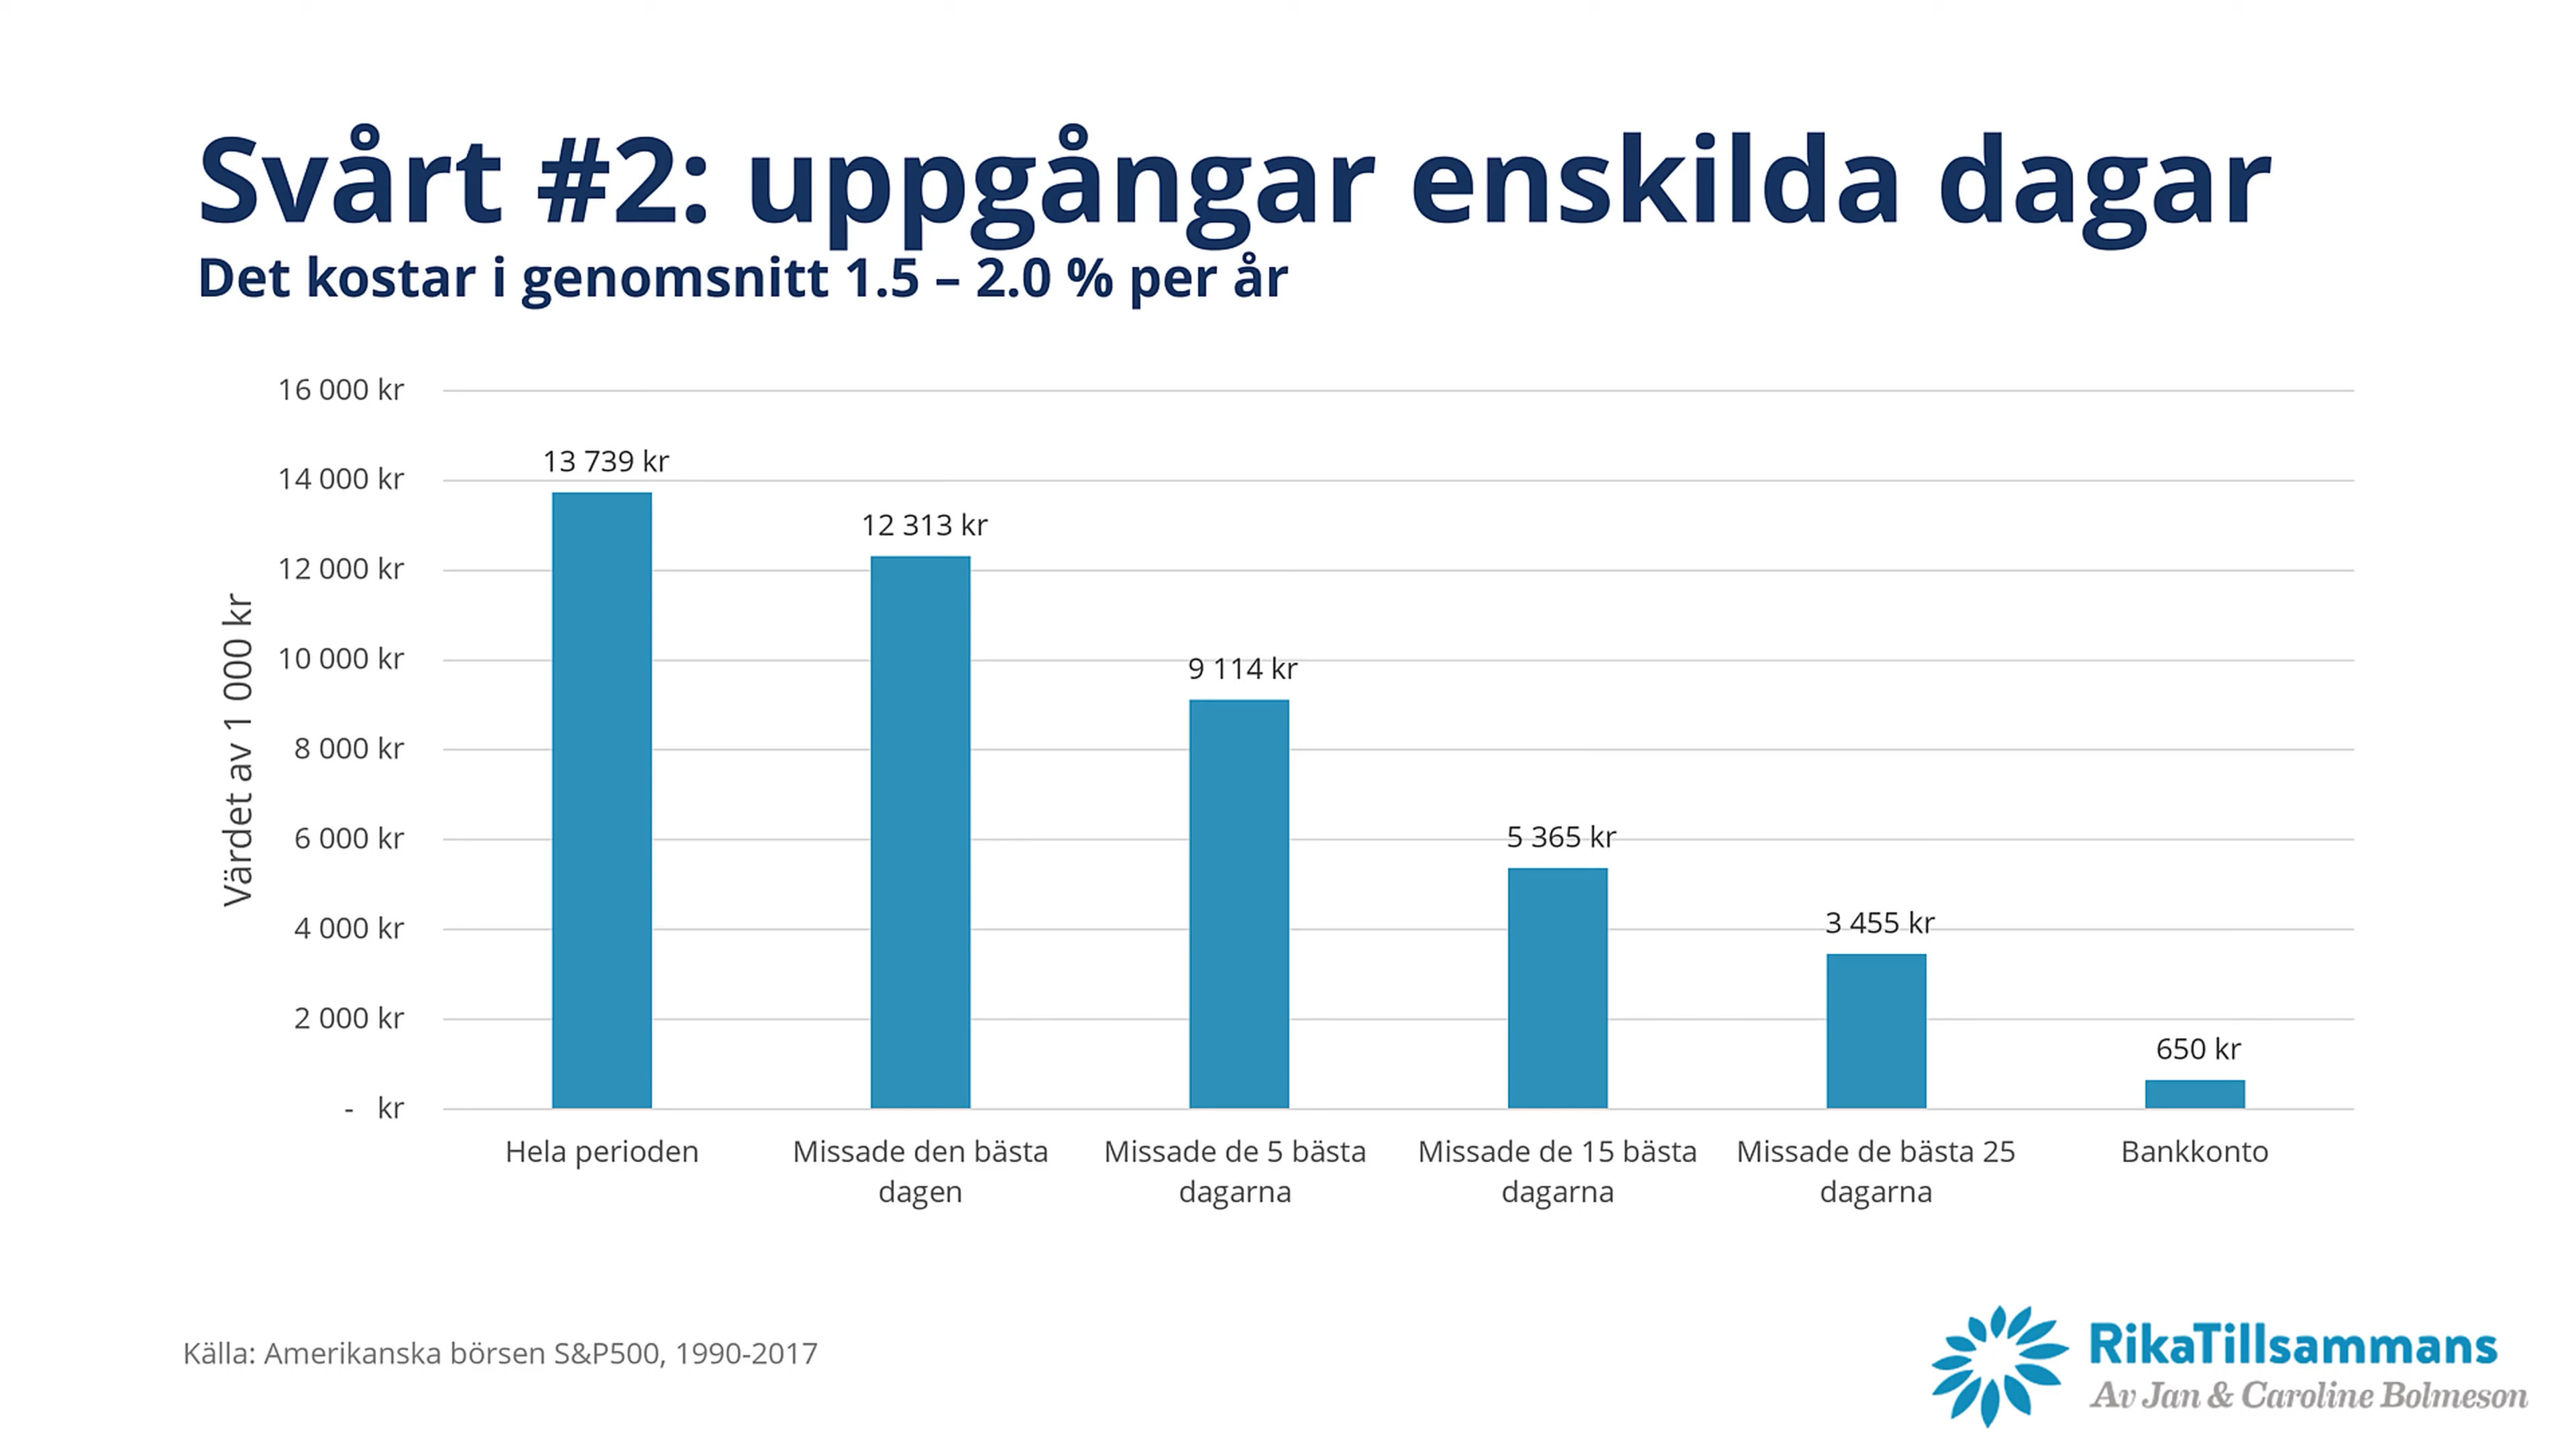 Svårt #2: uppgångar enskilda dagar
Det kostar i genomsnitt 1.5 – 2.0 % per år
Värdet av 1 000 kr
16 000 kr
14 000 kr
12 000 kr
10 000 kr
8 000 kr
6 000 kr
4 000 kr
2 000 kr
- kr
13 739 kr
12 313 kr
9 114 kr
5 365 kr
3 455 kr
650 kr
Hela perioden
Missade den bästa
dagen
Missade de 5 bästa
dagarna
Missade de 15 bästa
dagarna
Missade de bästa 25
dagarna
Bankkonto
Källa: Amerikanska börsen S&P500, 1990-2017
RikaTillsammans
Av Jan & Caroline Bolmeson